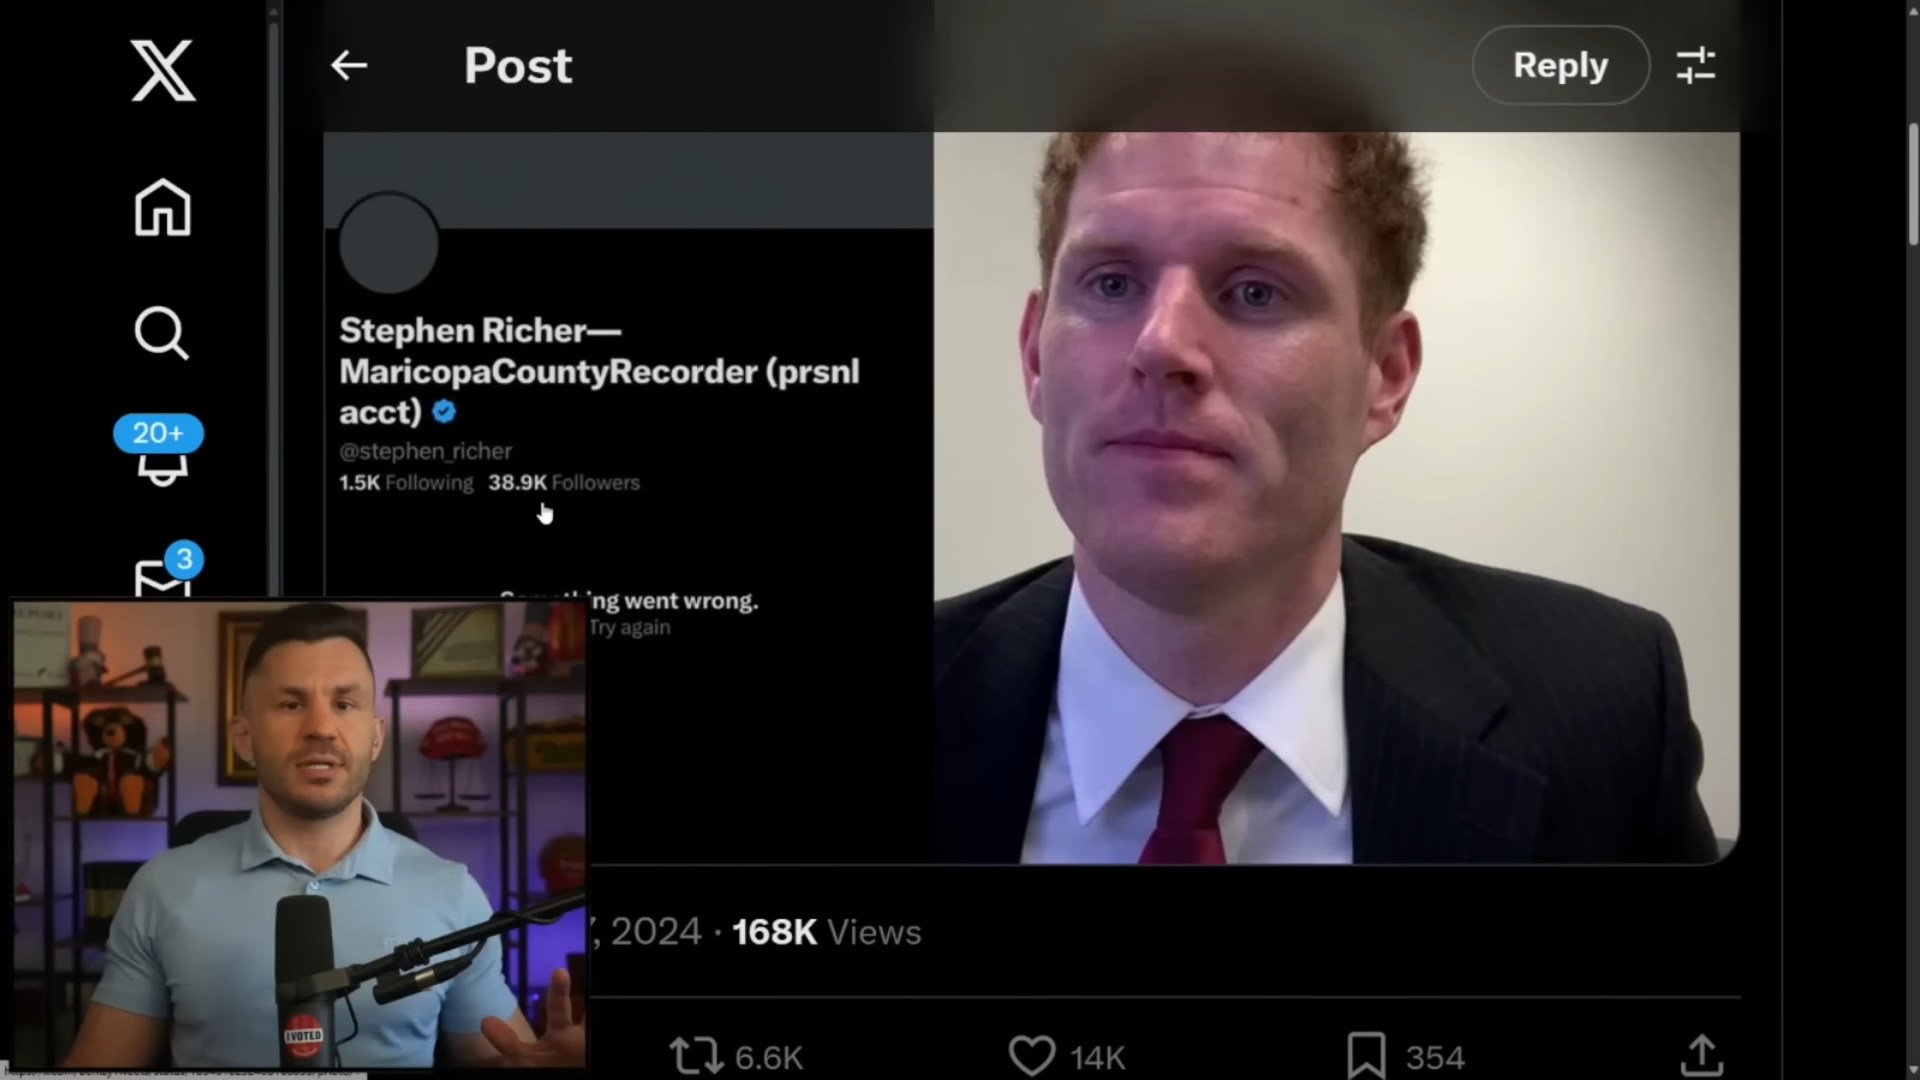 Post
Reply
20+
3
Stephen Richer—
MaricopaCountyRecorder (prsnl
acct)
@stephen_richer
1.5K Following 38.9K Followers
went wrong.
Try again
, 2024 · 168K Views
6.6K
14K
354
I VOTED